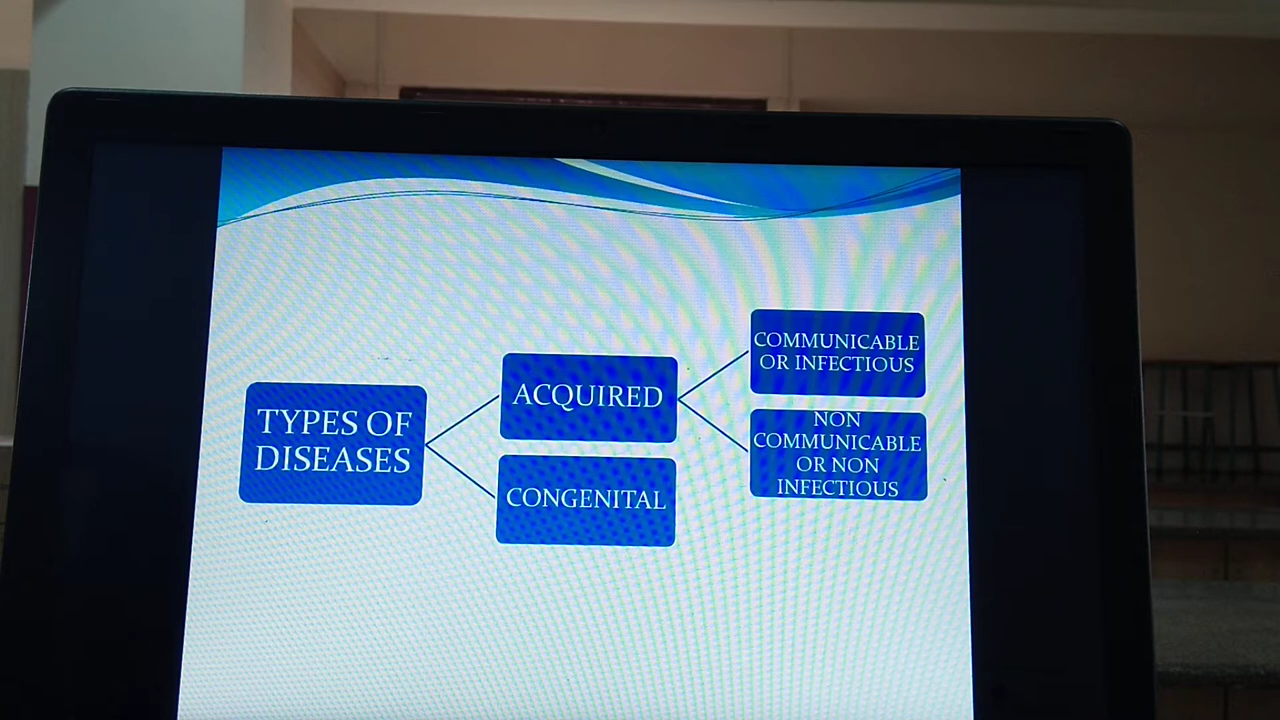 TYPES OF
DISEASES
ACQUIRED
CONGENITAL
COMMUNICABLE
OR INFECTIOUS
NON
COMMUNICABLE
OR NON
INFECTIOUS